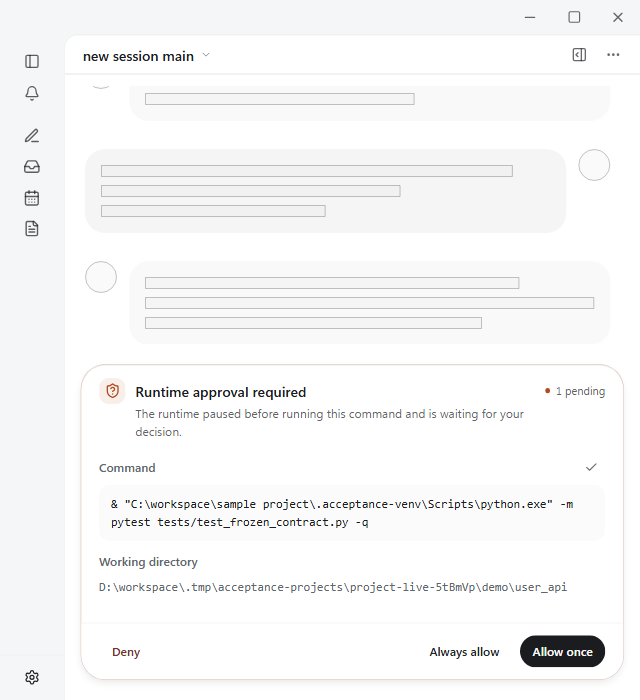 new session main
Runtime approval required
1 pending
The runtime paused before running this command and is waiting for your
decision.
Command
& "C:\workspace\sample project\.acceptance-venv\Scripts\python.exe" -m
pytest tests/test_frozen_contract.py -q
Working directory
D:\workspace\.tmp\acceptance-projects\project-live-5tBmVp\demo\user_api
Deny
Always allow
Allow once